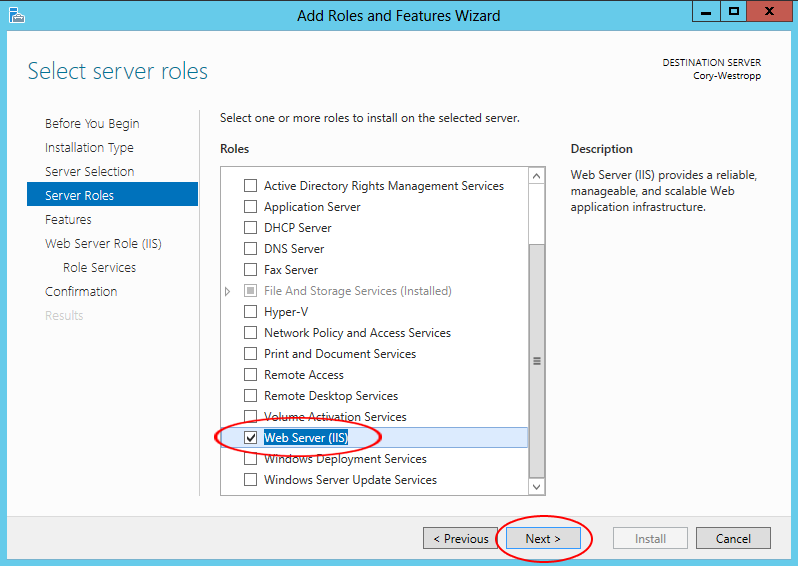 Add Roles and Features Wizard
Select server roles
DESTINATION SERVER
Cory-Westropp
Before You Begin
Installation Type
Server Selection
Server Roles
Features
Web Server Role (IIS)
Role Services
Confirmation
Results
Select one or more roles to install on the selected server.
Roles
Active Directory Rights Management Services
Application Server
DHCP Server
DNS Server
Fax Server
File And Storage Services (Installed)
Hyper-V
Network Policy and Access Services
Print and Document Services
Remote Access
Remote Desktop Services
Volume Activation Services
Web Server (IIS)
Windows Deployment Services
Windows Server Update Services
Description
Web Server (IIS) provides a reliable,
manageable, and scalable Web
application infrastructure.
< Previous
Next >
Install
Cancel